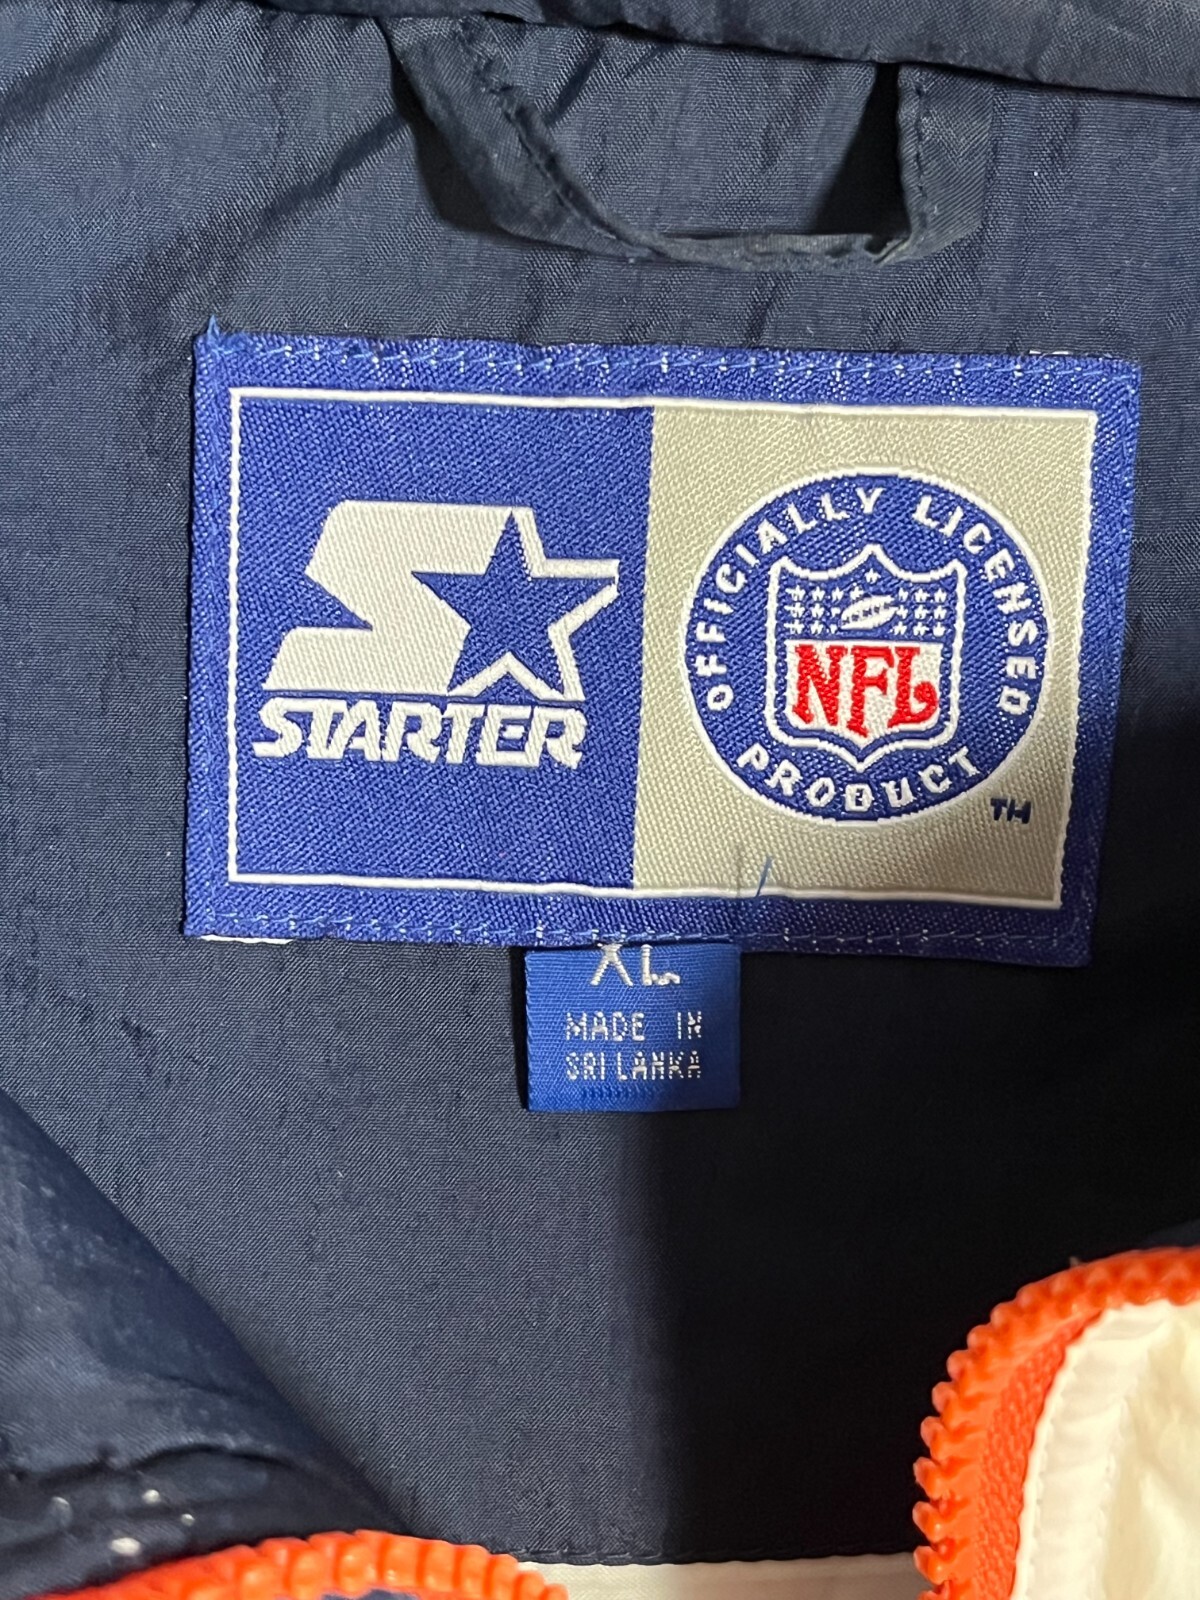 STARTER
OFFICIALLY LICENSED
NFL
PRODUCT
TM
XL
MADE IN
SRI LANKA